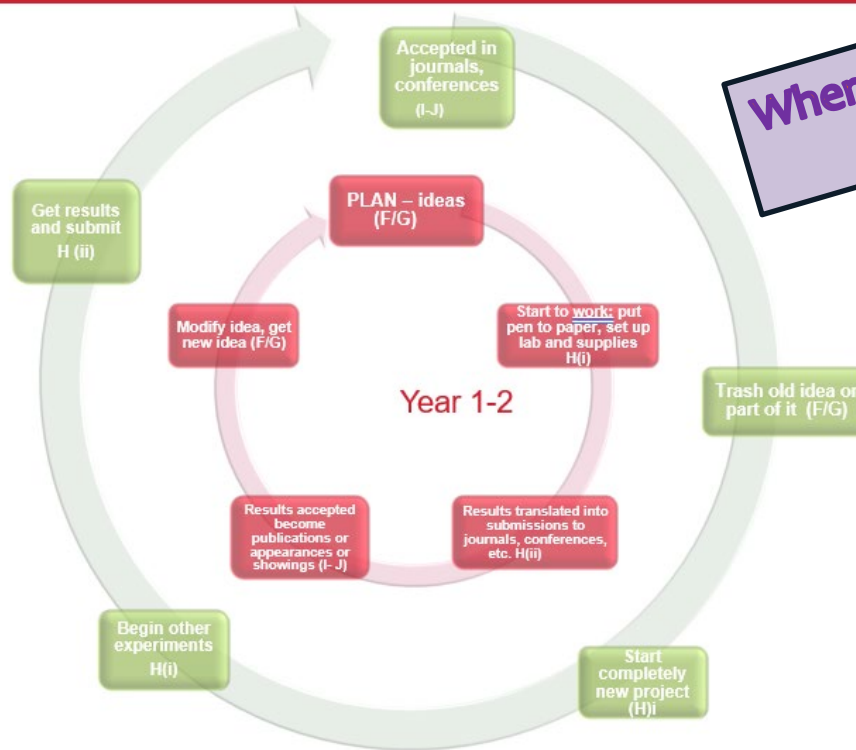 Accepted in
journals,
conferences
(I-J)
When
PLAN – ideas
(F/G)
Get results
and submit
H (ii)
Modify idea, get
new idea (F/G)
Start to work; put
pen to paper, set up
lab and supplies
H(i)
Year 1-2
Trash old idea or
part of it (F/G)
Results accepted
become
publications or
appearances or
showings (I- J)
Results translated into
submissions to
journals, conferences,
etc. H(ii)
Begin other
experiments
H(i)
Start
completely
new project
(H)i